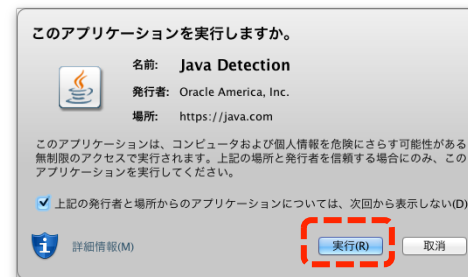 このアプリケーションを実行しますか。
名前: Java Detection
発行者: Oracle America, Inc.
場所: https://java.com
このアプリケーションは、コンピュータおよび個人情報を危険にさらす可能性がある
無制限のアクセスで実行されます。上記の場所と発行者を信頼する場合にのみ、この
アプリケーションを実行してください。
上記の発行者と場所からのアプリケーションについては、次回から表示しない(D)
詳細情報(M)
実行(R)
取消